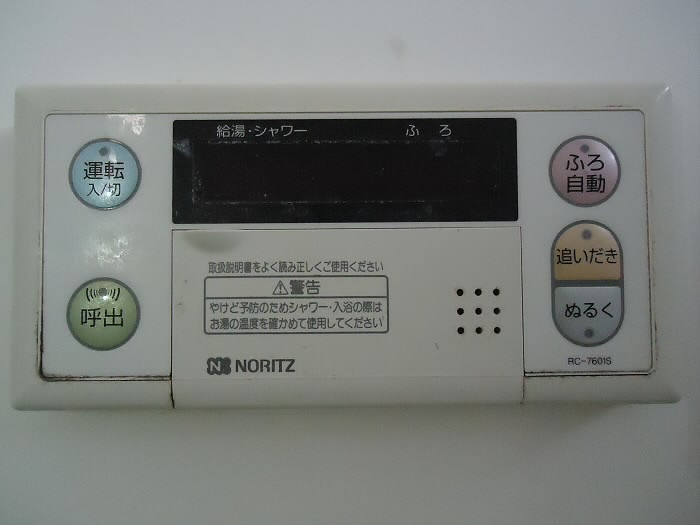 給湯・シャワー ふろ
運転
入/切
ふろ
自動
追いだき
ぬるく
呼出
取扱説明書をよく読み正しくご使用ください
⚠警告
やけど予防のためシャワー・入浴の際は
お湯の温度を確かめて使用してください
NORITZ
RC-7601S